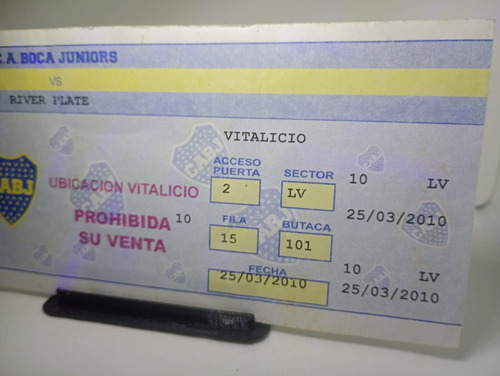 C.A. BOCA JUNIORS
VS
RIVER PLATE
VITALICIO
ACCESO PUERTA
SECTOR
2
LV
10 LV
UBICACION VITALICIO
25/03/2010
PROHIBIDA
SU VENTA
10
FILA
BUTACA
15
101
FECHA
25/03/2010
10 LV
25/03/2010
CABJ